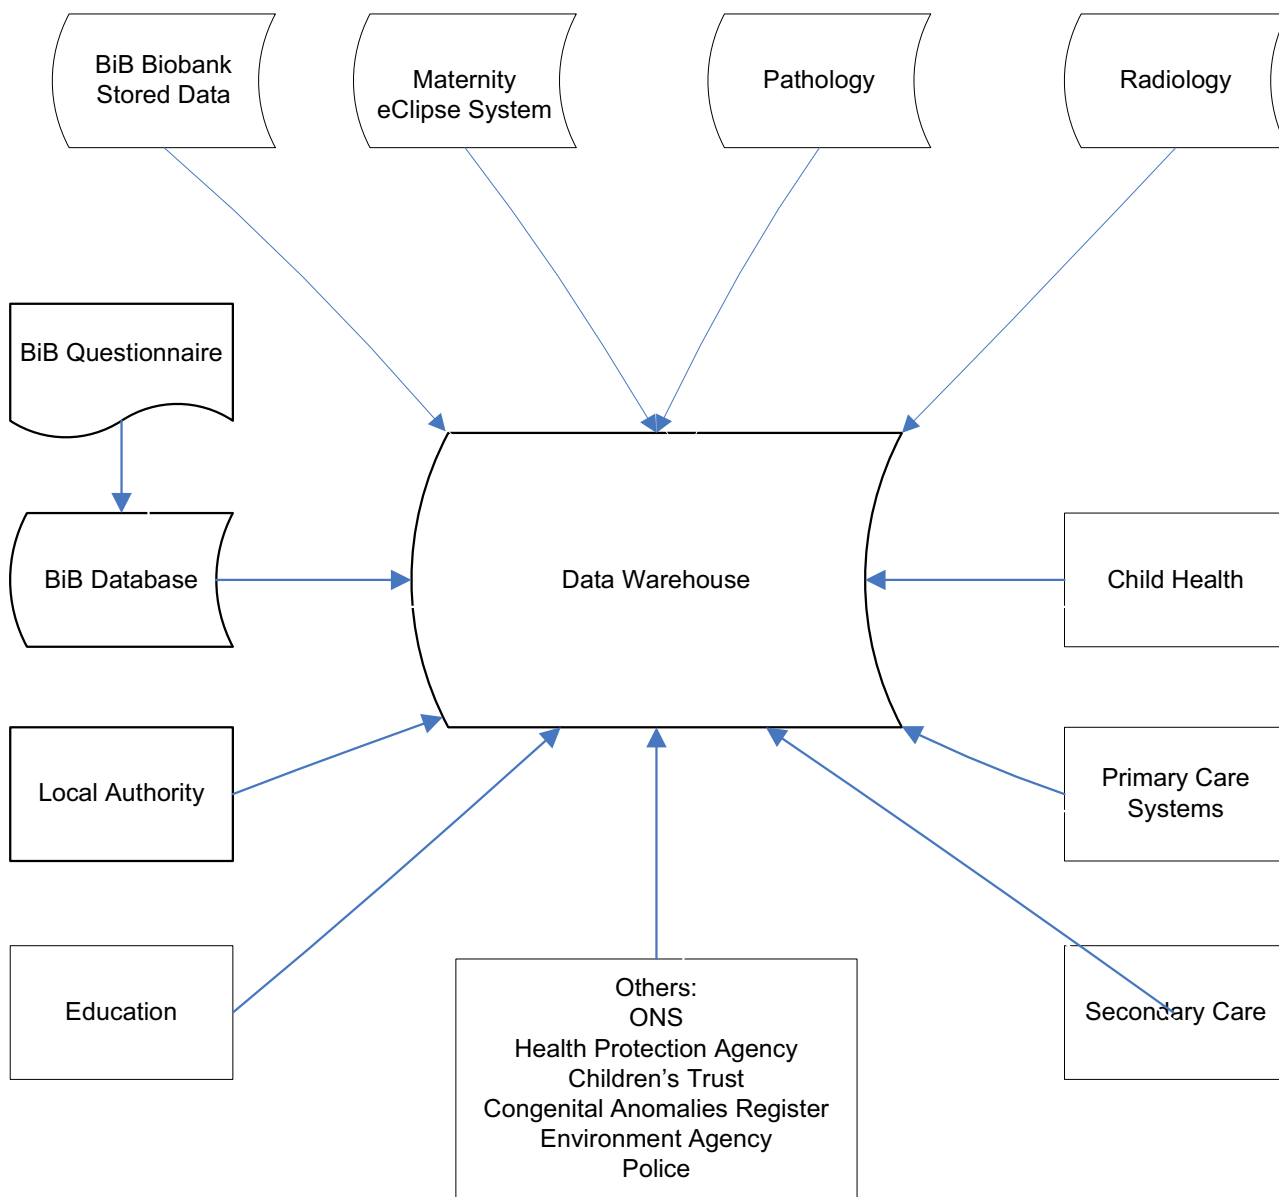 BiB Biobank
Stored Data
Maternity
eClipse System
Pathology
Radiology
BiB Questionnaire
BiB Database
Data Warehouse
Child Health
Local Authority
Primary Care
Systems
Education
Others:
ONS
Health Protection Agency
Children’s Trust
Congenital Anomalies Register
Environment Agency
Police
Secondary Care